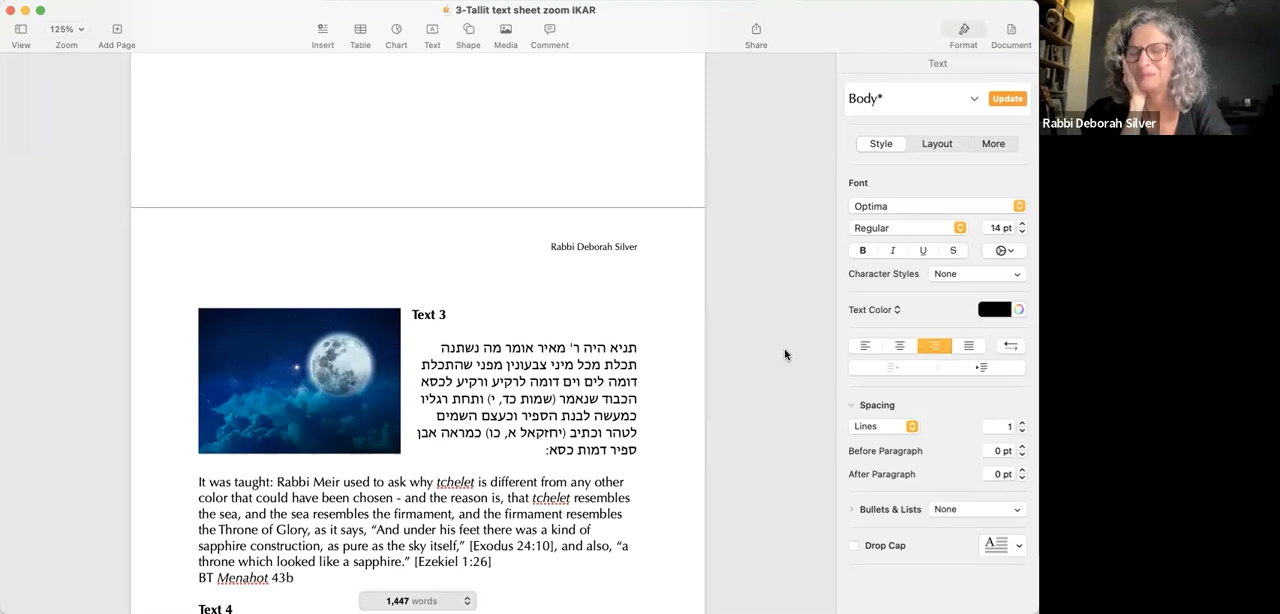 3-Tallit text sheet zoom IKAR
125%
View
Zoom
Add Page
Insert
Table
Chart
Text
Shape
Media
Comment
Share
Format
Document
Rabbi Deborah Silver
Text 3
תניא היה ר' מאיר אומר מה נשתנה
תכלת מכל מיני צבעונין מפני שהתכלת
דומה לים וים דומה לרקיע ורקיע לכסא
הכבוד שנאמר (שמות כד, י) ותחת רגליו
כמעשה לבנת הספיר וכעצם השמים
לטהר וכתיב (יחזקאל א, כו) כמראה אבן
ספיר דמות כסא:
It was taught: Rabbi Meir used to ask why tchelet is different from any other
color that could have been chosen - and the reason is, that tchelet resembles
the sea, and the sea resembles the firmament, and the firmament resembles
the Throne of Glory, as it says, “And under his feet there was a kind of
sapphire construction, as pure as the sky itself,” [Exodus 24:10], and also, “a
throne which looked like a sapphire.” [Ezekiel 1:26]
BT Menahot 43b
Text 4
1,447 words
Text
Body*
Update
Style
Layout
More
Font
Optima
Regular
14 pt
B I U S
Character Styles
None
Text Color
Spacing
Lines
1
Before Paragraph
0 pt
After Paragraph
0 pt
Bullets & Lists
None
Drop Cap
A
Rabbi Deborah Silver